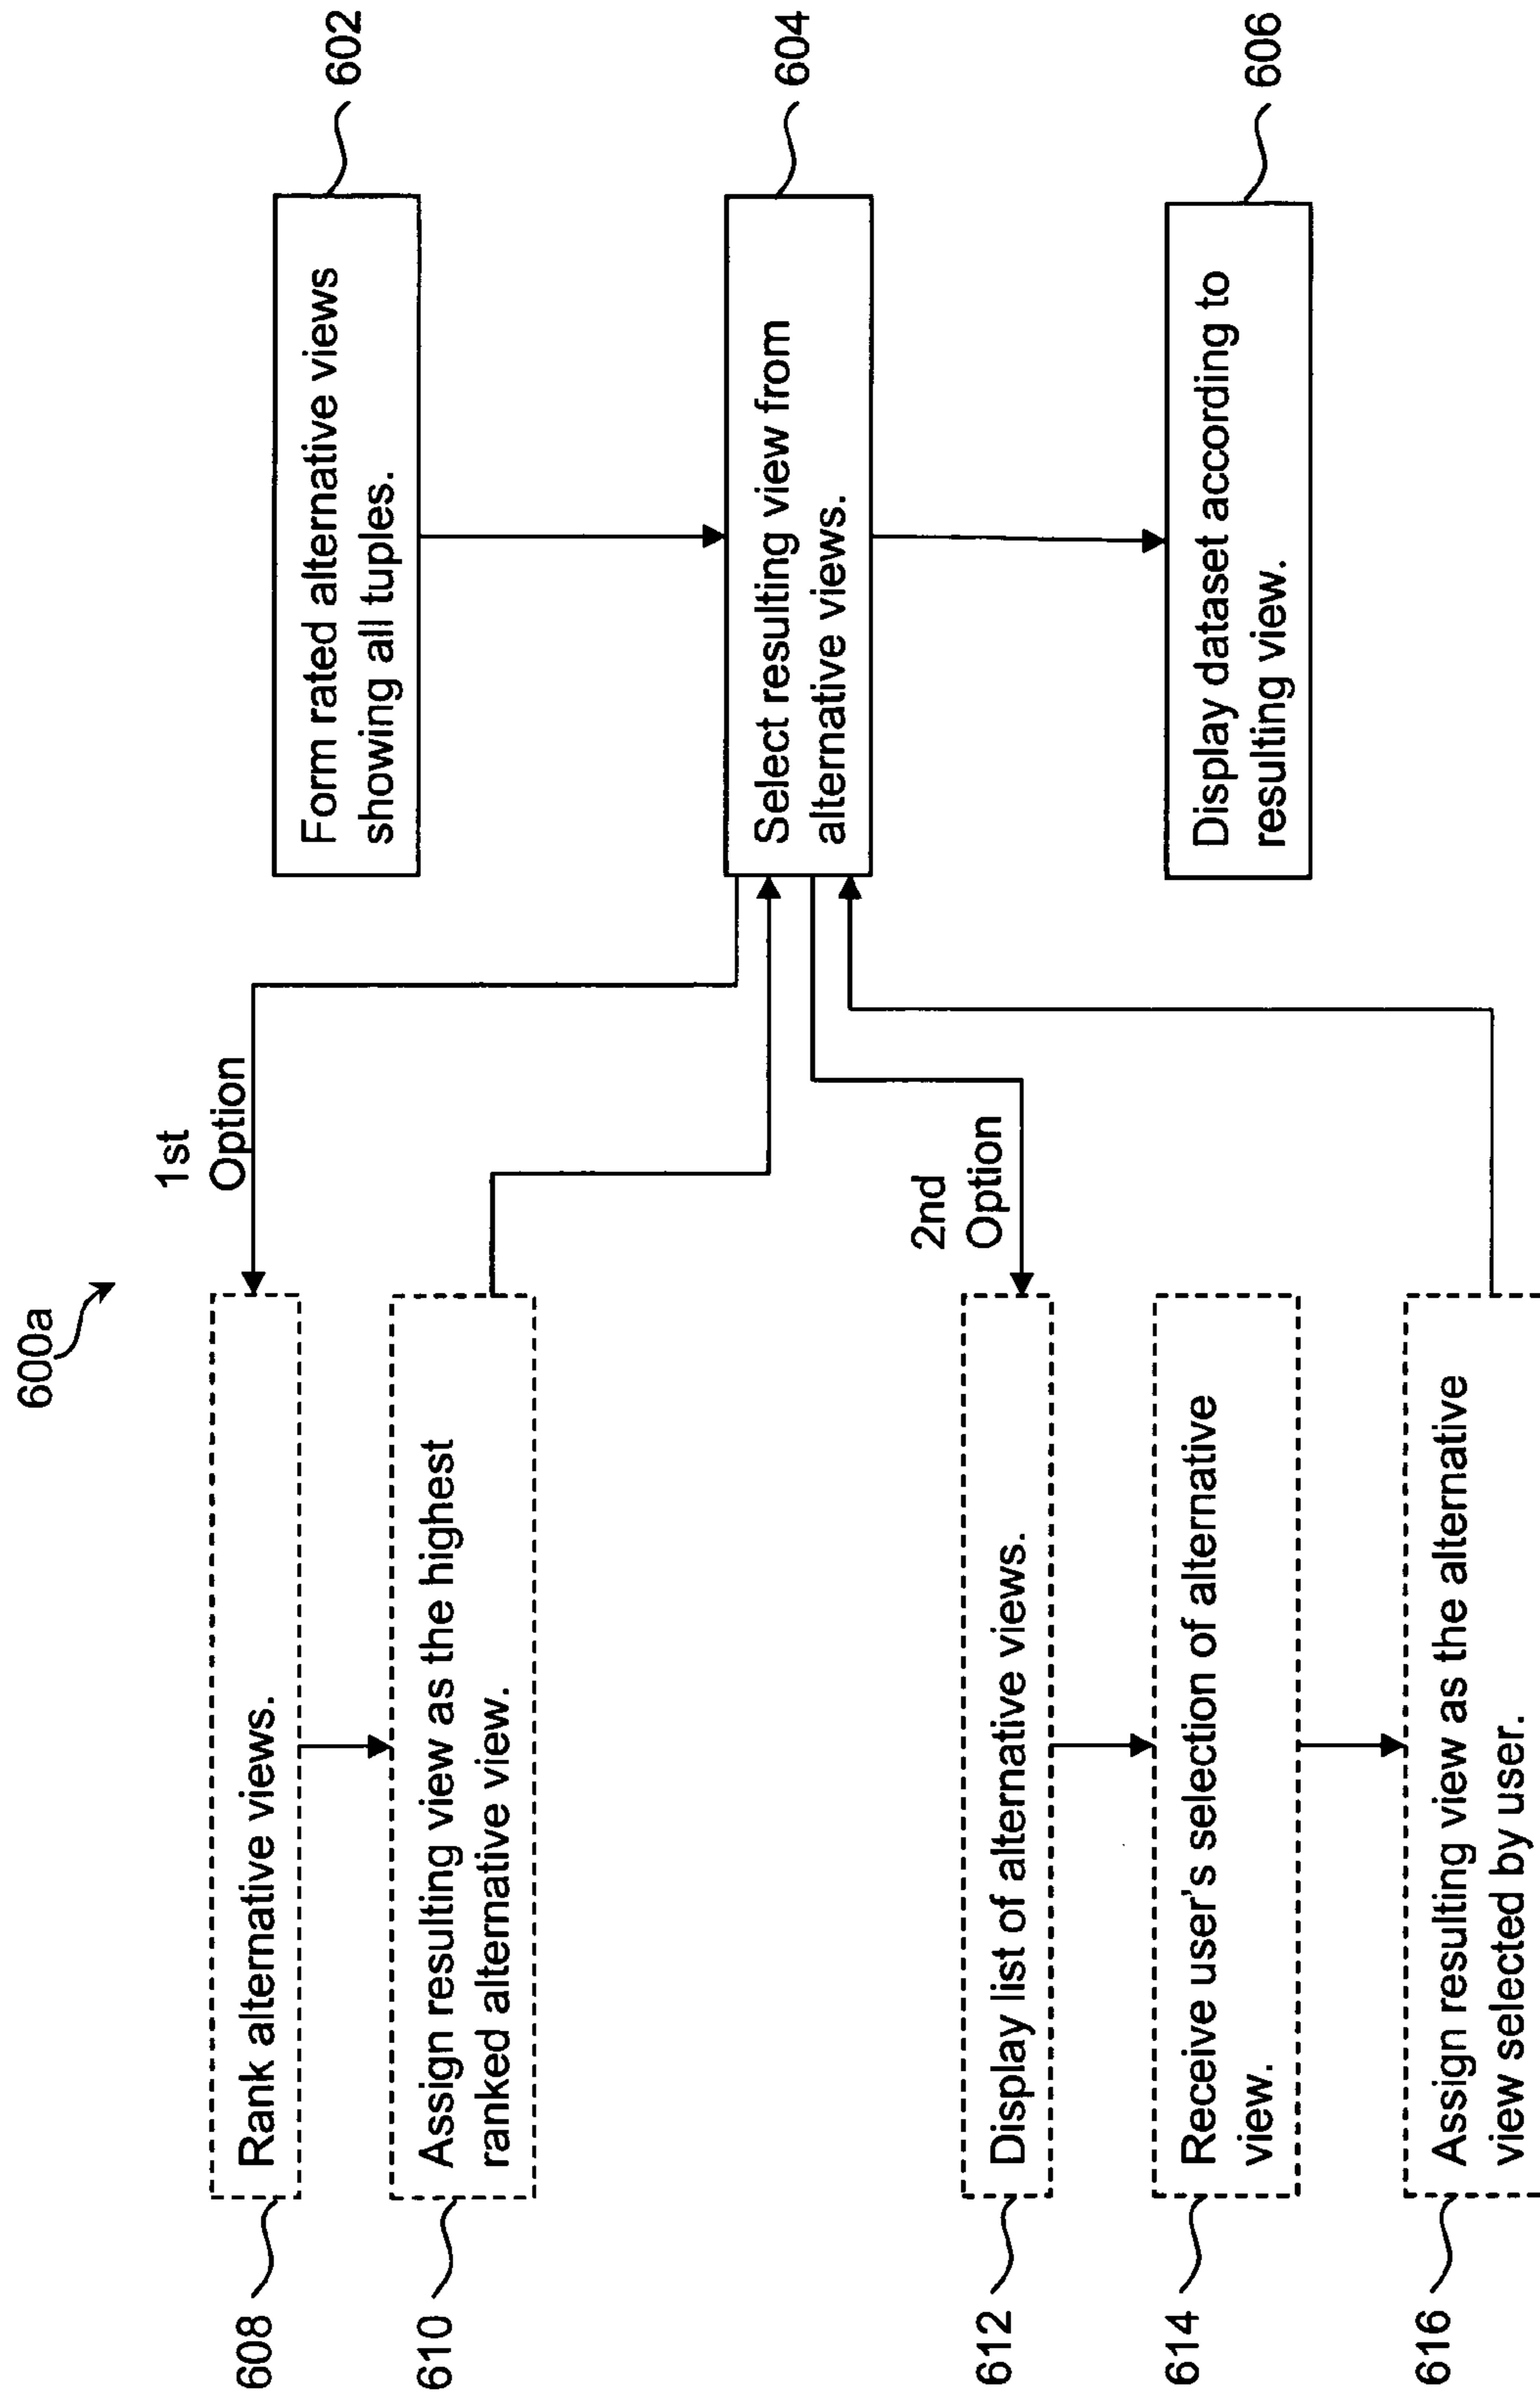 600a
1st
Option
Form rated alternative views
showing all tuples.
602
Select resulting view from
alternative views.
604
Display dataset according to
resulting view.
606
608
Rank alternative views.
610
Assign resulting view as the highest
ranked alternative view.
2nd
Option
612
Display list of alternative views.
614
Receive user's selection of alternative
view.
616
Assign resulting view as the alternative
view selected by user.